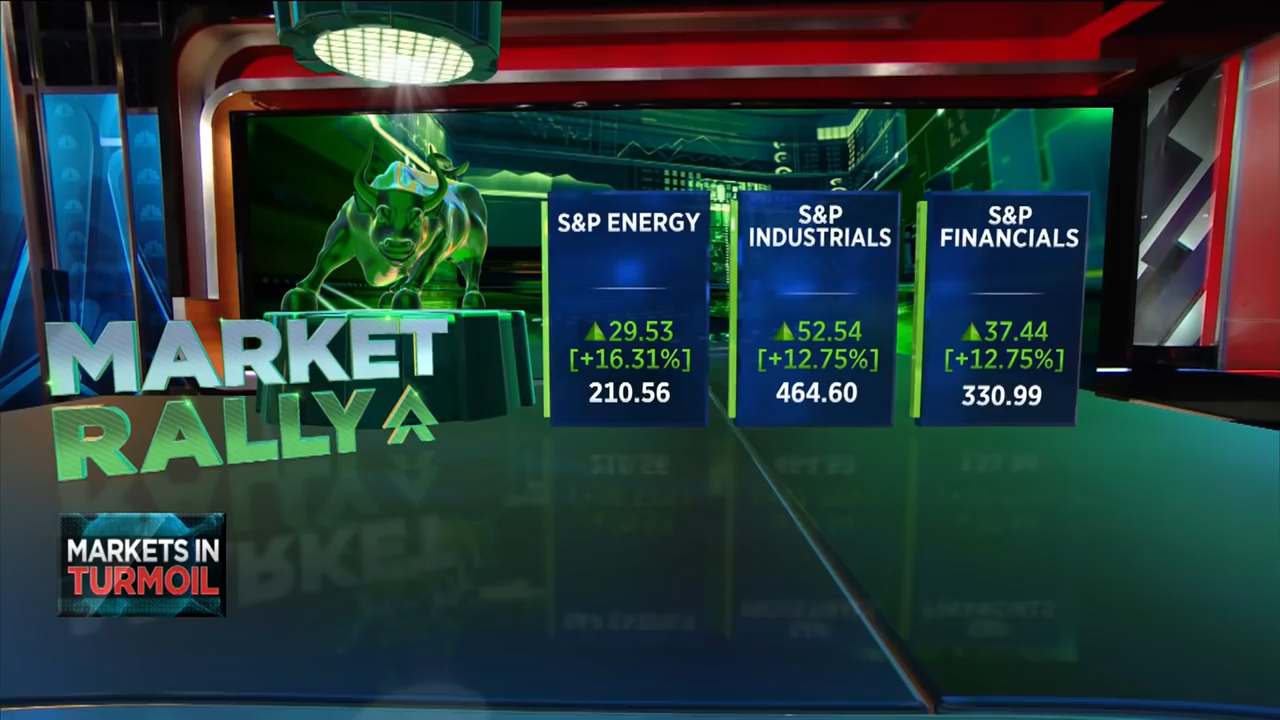 MARKET
RALLY
S&P ENERGY
▲29.53
[+16.31%]
210.56
S&P
INDUSTRIALS
▲52.54
[+12.75%]
464.60
S&P
FINANCIALS
▲37.44
[+12.75%]
330.99
MARKETS IN
TURMOIL